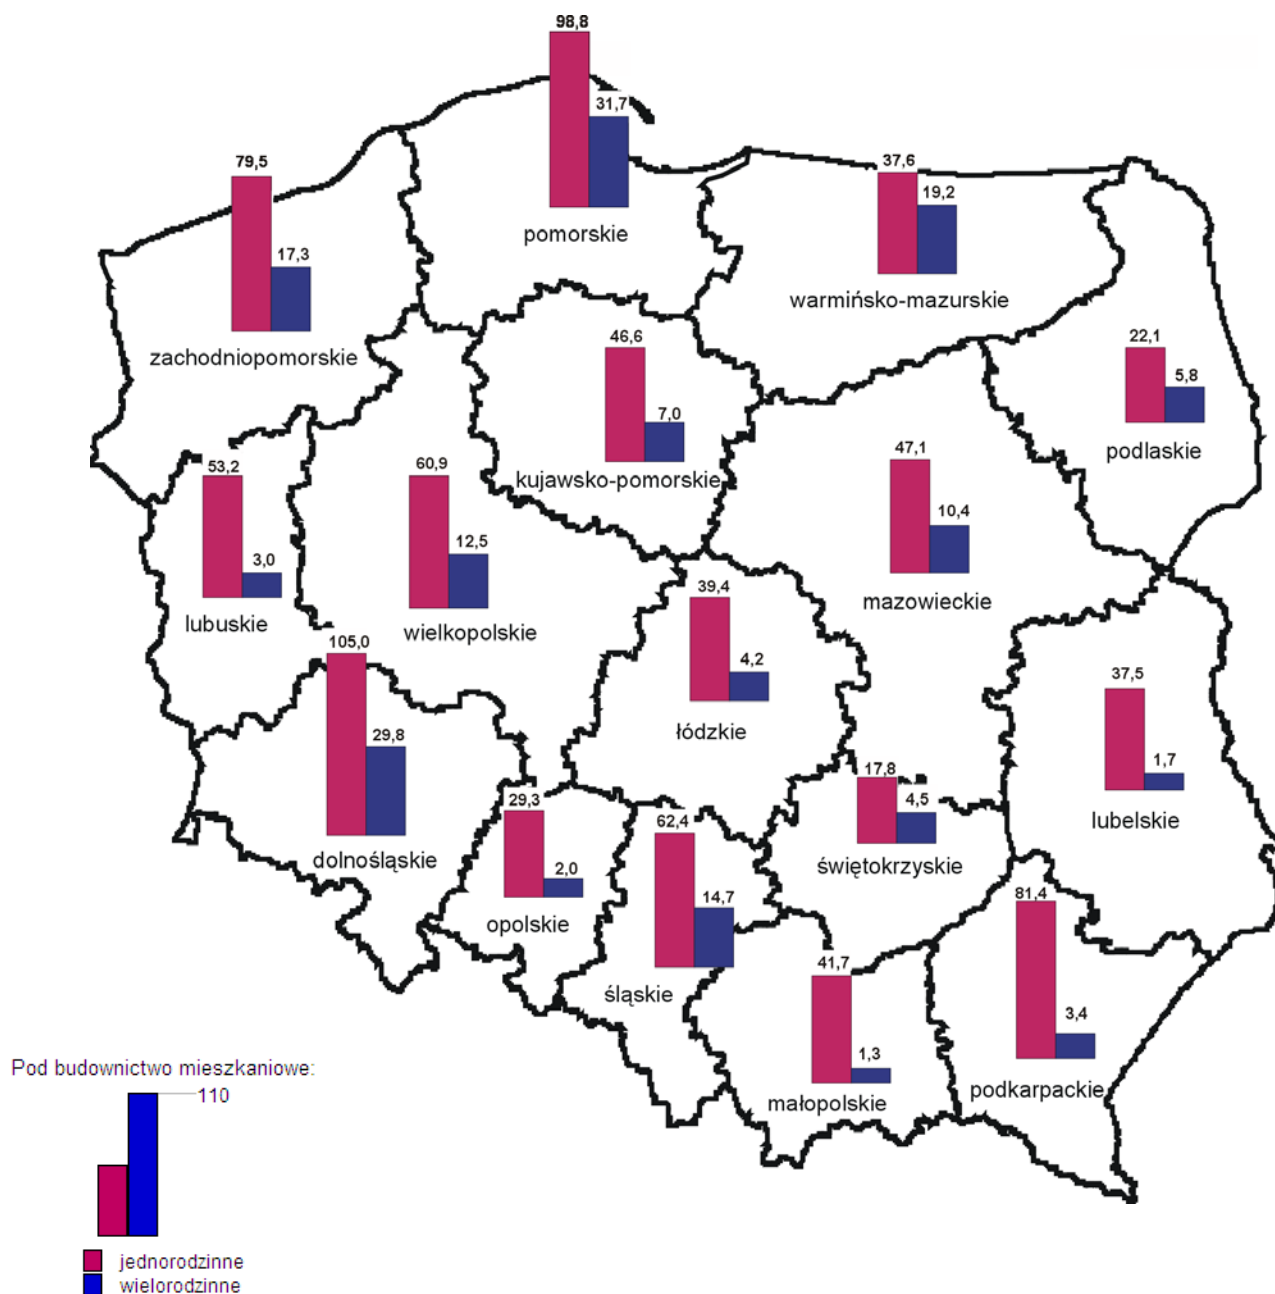 98,8
31,7
pomorskie
79,5
17,3
zachodniopomorskie
37,6
19,2
warmińsko-mazurskie
46,6
7,0
kujawsko-pomorskie
22,1
5,8
podlaskie
53,2
3,0
lubuskie
60,9
12,5
wielkopolskie
47,1
10,4
mazowieckie
39,4
4,2
łódzkie
105,0
29,8
dolnośląskie
37,5
1,7
lubelskie
29,3
2,0
opolskie
62,4
14,7
śląskie
17,8
4,5
świętokrzyskie
81,4
3,4
podkarpackie
41,7
1,3
małopolskie
Pod budownictwo mieszkaniowe:
110
jednorodzinne
wielorodzinne